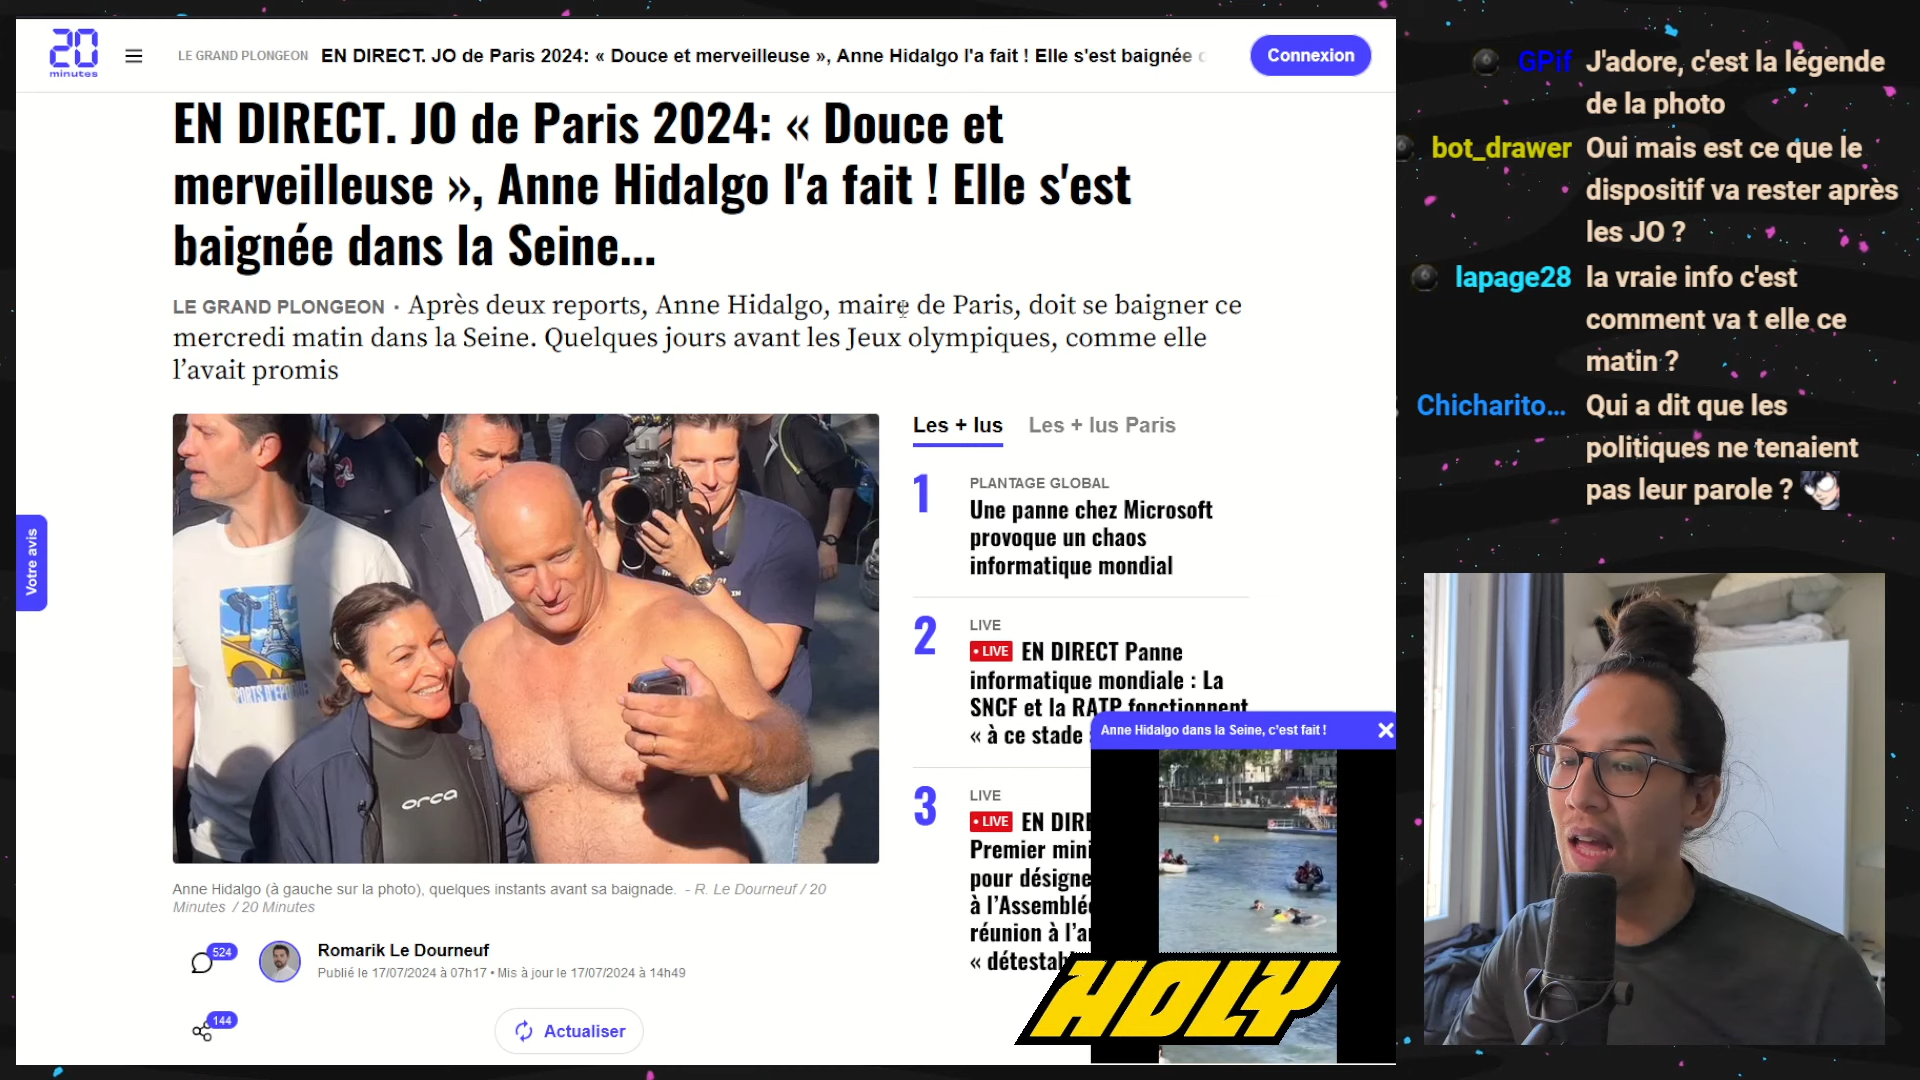 20
minutes
LE GRAND PLONGEON EN DIRECT. JO de Paris 2024: « Douce et merveilleuse », Anne Hidalgo l'a fait ! Elle s'est baignée
Connexion
EN DIRECT. JO de Paris 2024: « Douce et
merveilleuse », Anne Hidalgo l'a fait ! Elle s'est
baignée dans la Seine...
LE GRAND PLONGEON · Après deux reports, Anne Hidalgo, maire de Paris, doit se baigner ce
mercredi matin dans la Seine. Quelques jours avant les Jeux olympiques, comme elle
l'avait promis
Votre avis
orca
Anne Hidalgo (à gauche sur la photo), quelques instants avant sa baignade. - R. Le Dourneuf / 20
Minutes / 20 Minutes
524
Romarik Le Dourneuf
Publié le 17/07/2024 à 07h17 • Mis à jour le 17/07/2024 à 14h49
144
Actualiser
Les + lus Les + lus Paris
1
PLANTAGE GLOBAL
Une panne chez Microsoft
provoque un chaos
informatique mondial
2
LIVE
• LIVE EN DIRECT Panne
informatique mondiale : La
SNCF et la RATP fonctionnent
« à ce stade
3
LIVE
• LIVE EN DIRE
Premier mini
pour désigne
à l'Assemblée
réunion à l'a
« détestab
Anne Hidalgo dans la Seine, c'est fait !
HOLY
GPif J'adore, c'est la légende
de la photo
bot_drawer Oui mais est ce que le
dispositif va rester après
les JO ?
lapage28 la vraie info c'est
comment va t elle ce
matin ?
Chicharito... Qui a dit que les
politiques ne tenaient
pas leur parole ?